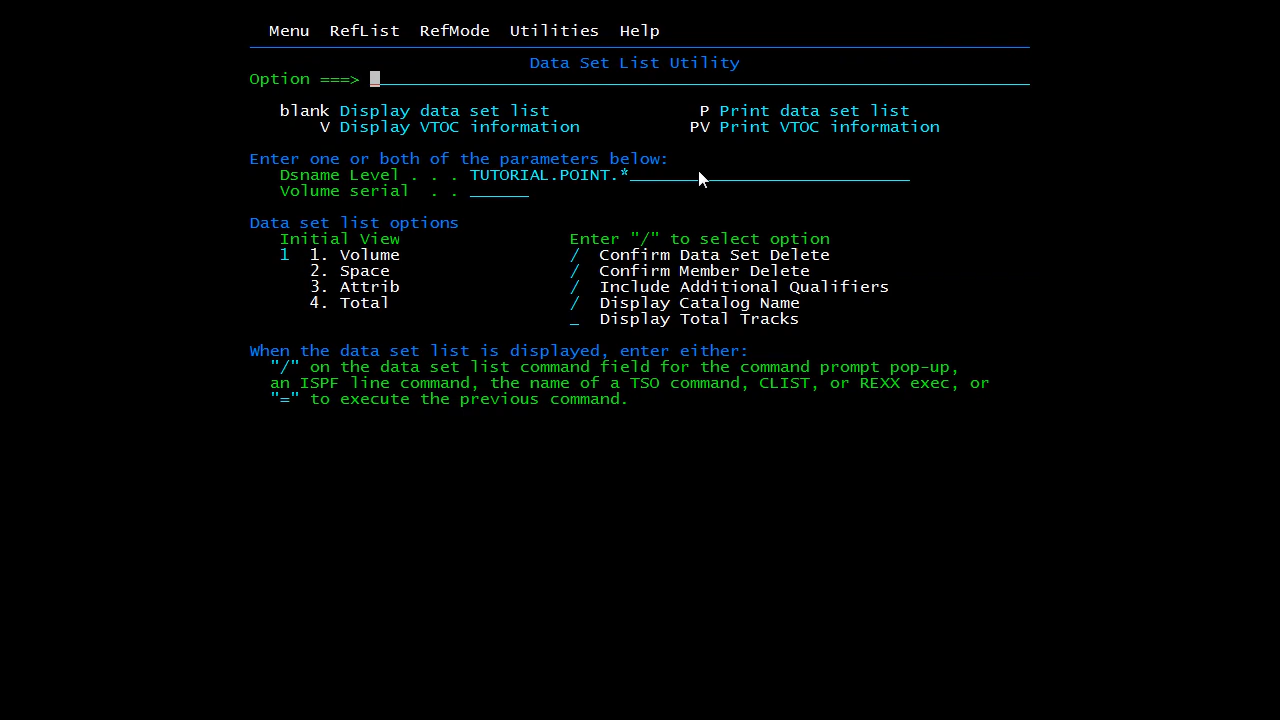 Menu RefList RefMode Utilities Help
Data Set List Utility
Option ===>
blank Display data set list P Print data set list
V Display VTOC information PV Print VTOC information
Enter one or both of the parameters below:
Dsname Level . . . TUTORIAL.POINT.*
Volume serial . .
Data set list options
Initial View Enter "/" to select option
1 1. Volume / Confirm Data Set Delete
2. Space / Confirm Member Delete
3. Attrib / Include Additional Qualifiers
4. Total / Display Catalog Name
_ Display Total Tracks
When the data set list is displayed, enter either:
"/" on the data set list command field for the command prompt pop-up,
an ISPF line command, the name of a TSO command, CLIST, or REXX exec, or
"=" to execute the previous command.